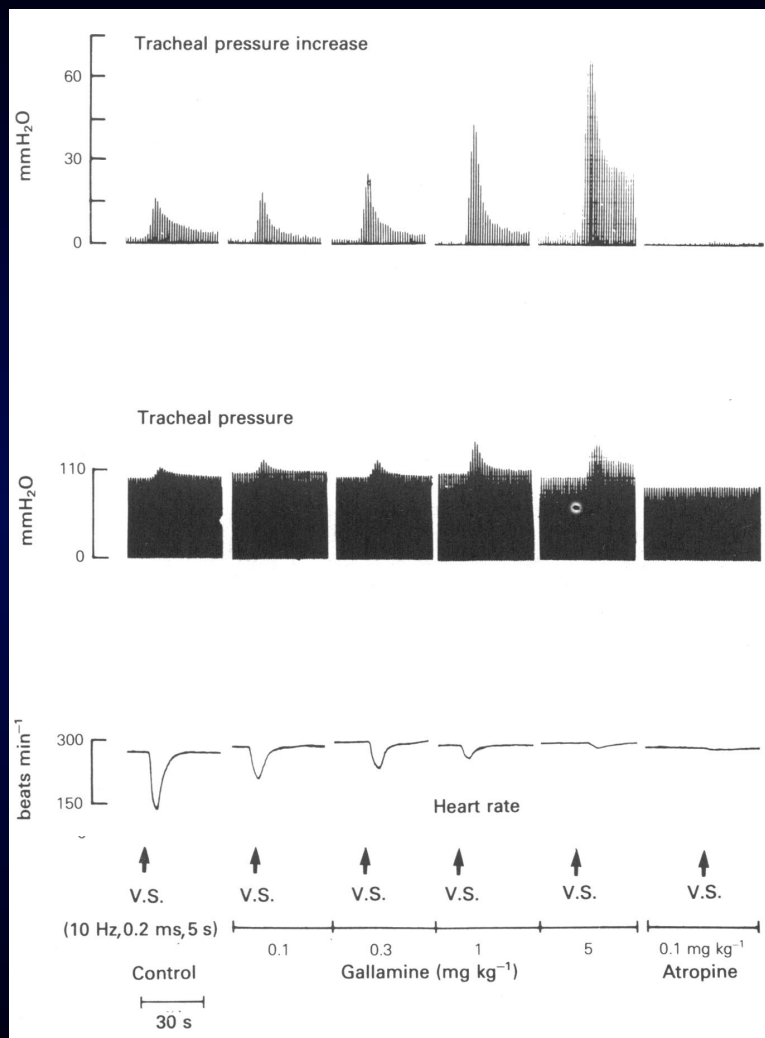 Tracheal pressure increase
mmH₂O
60
30
0
Tracheal pressure
mmH₂O
110
0
beats min⁻¹
300
150
Heart rate
V.S. V.S. V.S. V.S. V.S. V.S.
(10 Hz,0.2 ms,5 s)
0.1 0.3 1 5 0.1 mg kg⁻¹
Control Gallamine (mg kg⁻¹) Atropine
30 s